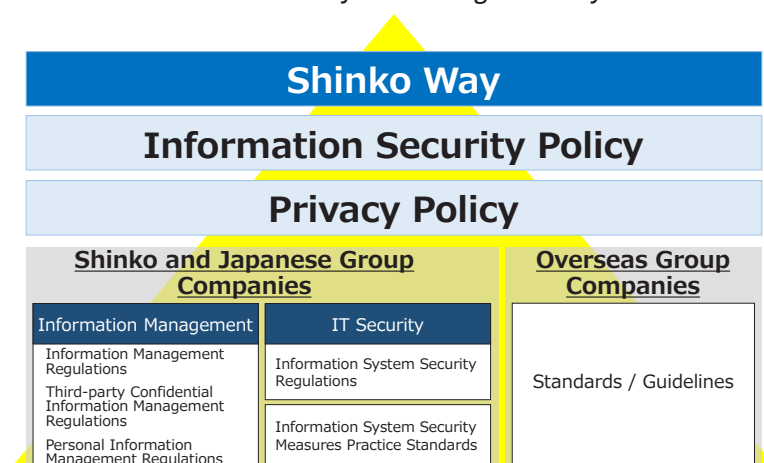 Shinko Way
Information Security Policy
Privacy Policy
Shinko and Japanese Group
Companies
Information Management
Information Management
Regulations
Third-party Confidential
Information Management
Regulations
Personal Information
Management Regulations
IT Security
Information System Security
Regulations
Information System Security
Measures Practice Standards
Overseas Group
Companies
Standards / Guidelines